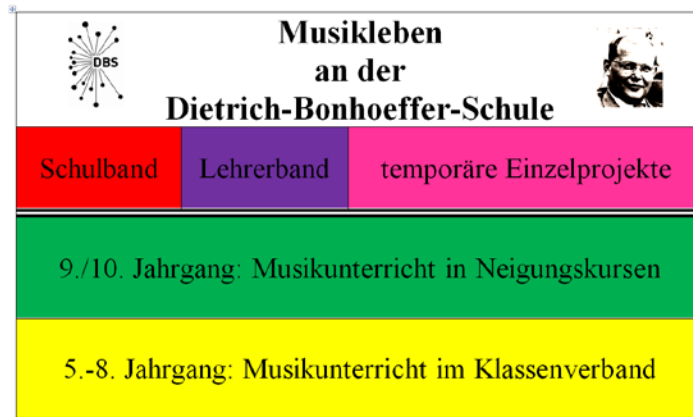 DBS
Musikleben
an der
Dietrich-Bonhoeffer-Schule
Schulband
Lehrerband
temporäre Einzelprojekte
9./10. Jahrgang: Musikunterricht in Neigungskursen
5.-8. Jahrgang: Musikunterricht im Klassenverband